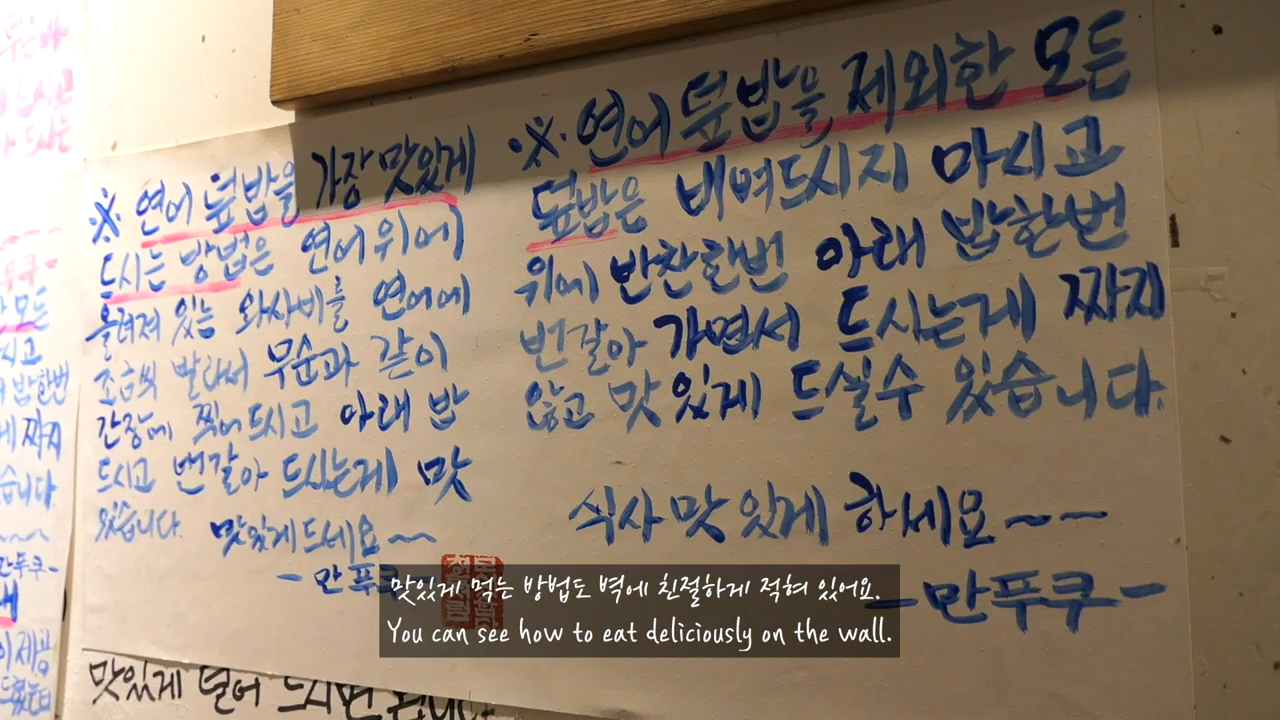 ※ 연어 덮밥을 가장 맛있게
드시는 방법은 연어위에
올려져 있는 와사비를 연어에
조금씩 발라서 무순과 같이
간장에 찍어드시고 아래 밥
드시고 번갈아 드시는게 맛
있습니다. 맛있게드세요~~
- 만푸쿠
※ 연어 덮밥을 제외한 모든
덮밥은 비벼드시지 마시고
위에 반찬한번 아래 밥한번
번갈아 가면서 드시는게 짜지
않고 맛있게 드실수 있습니다.
식사 맛있게 하세요~~~
- 만푸쿠 -
맛있게 먹는 방법도 벽에 친절하게 적혀 있어요.
You can see how to eat deliciously on the wall.
맛있게 덜어